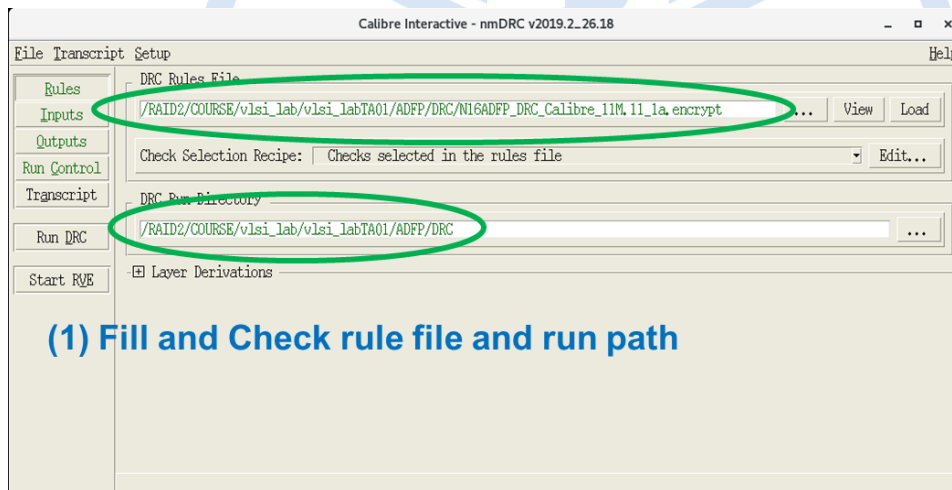 Calibre Interactive - nmDRC v2019.2_26.18
File Transcript Setup Help
Rules
Inputs
Outputs
Run Control
Transcript
Run DRC
Start RVE
DRC Rules File
/RAID2/COURSE/vlsi_lab/vlsi_labTA01/ADFP/DRC/N16ADFP_DRC_Calibre_11M.11_1a.encrypt ... View Load
Check Selection Recipe: Checks selected in the rules file Edit...
DRC Run Directory
/RAID2/COURSE/vlsi_lab/vlsi_labTA01/ADFP/DRC ...
Layer Derivations
(1) Fill and Check rule file and run path